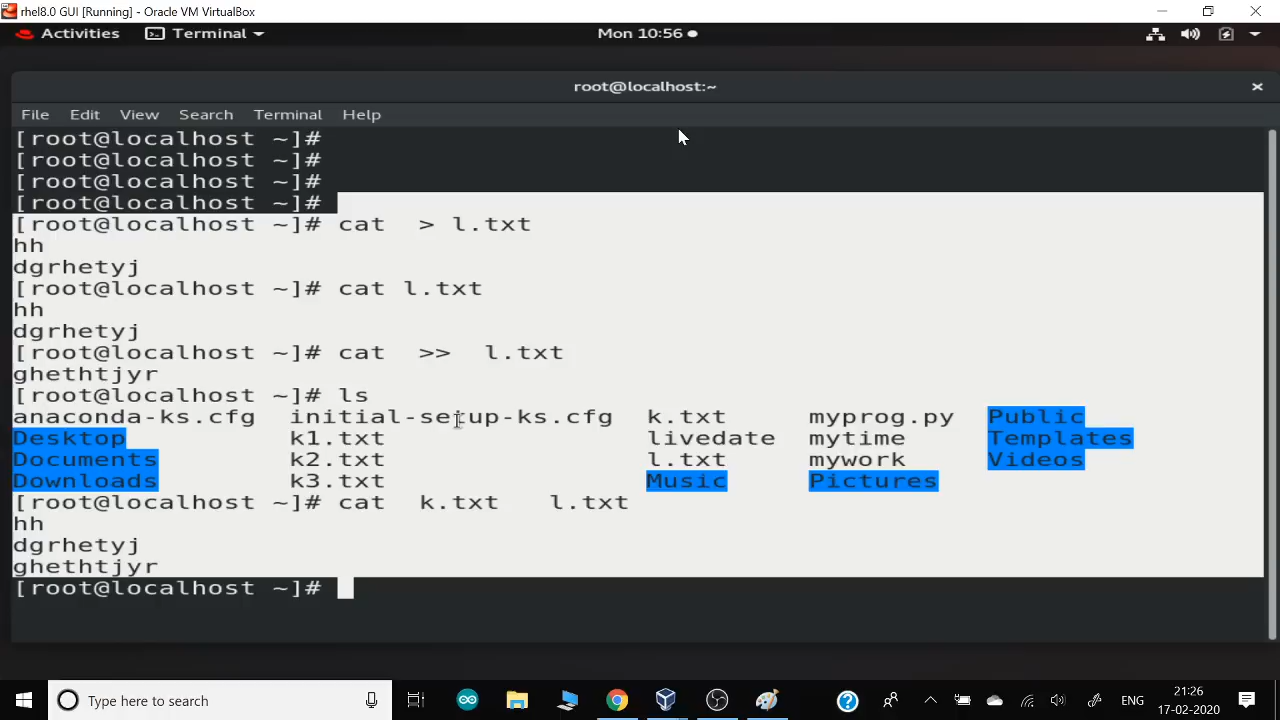 rhel8.0 GUI [Running] - Oracle VM VirtualBox
Activities Terminal Mon 10:56
root@localhost:~
File Edit View Search Terminal Help
[root@localhost ~]#
[root@localhost ~]#
[root@localhost ~]#
[root@localhost ~]#
[root@localhost ~]# cat  > l.txt
hh
dgrhetyj
[root@localhost ~]# cat l.txt
hh
dgrhetyj
[root@localhost ~]# cat  >>  l.txt
ghethtjyr
[root@localhost ~]# ls
anaconda-ks.cfg  initial-setup-ks.cfg  k.txt     myprog.py  Public
Desktop          k1.txt                livedate  mytime     Templates
Documents        k2.txt                l.txt     mywork     Videos
Downloads        k3.txt                Music     Pictures
[root@localhost ~]# cat  k.txt   l.txt
hh
dgrhetyj
ghethtjyr
[root@localhost ~]#
Type here to search ENG 21:26
17-02-2020